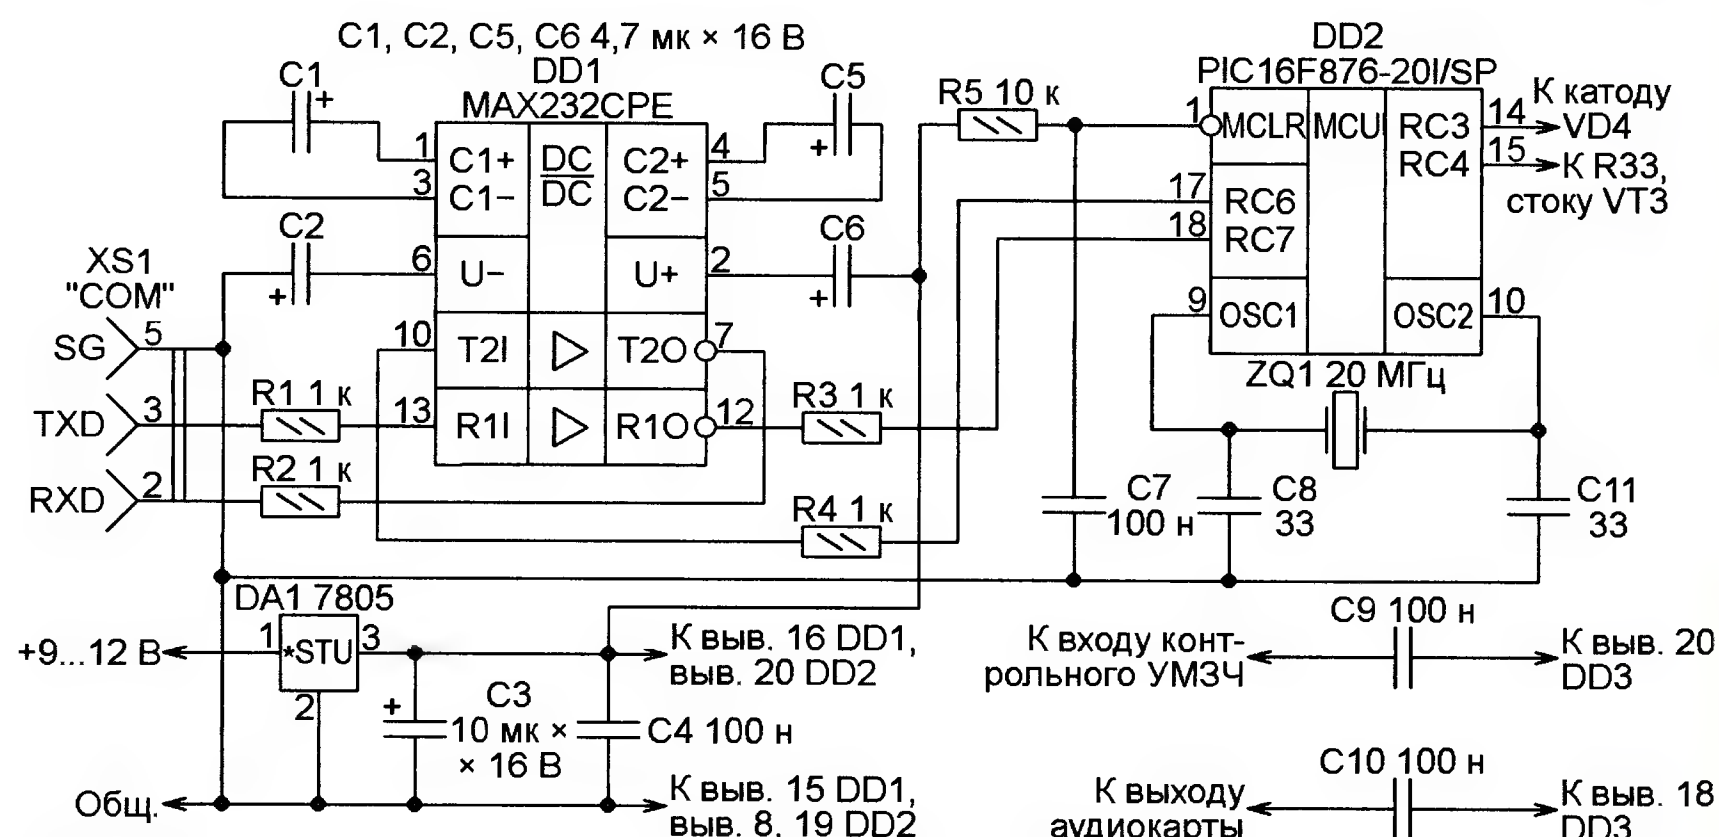 C1, C2, C5, C6 4,7 мк × 16 В
C1
+
DD1
MAX232CPE
C5
+
1
3
C1+
C1−
DC
DC
C2+
C2−
4
5
C2
+
6
U−
U+
2
C6
+
XS1
"COM"
SG
5
TXD
3
RXD
2
10
T2I
T2O
7
R1 1 к
13
R1I
R1O
12
R2 1 к
R3 1 к
R4 1 к
R5 10 к
DD2
PIC16F876-20I/SP
1
MCLR
MCU
RC3
RC4
14
15
К катоду
VD4
К R33,
стоку VT3
17
18
RC6
RC7
9
OSC1
OSC2
10
ZQ1 20 МГц
C7
100 н
C8
33
C11
33
DA1 7805
+9...12 В
1
*STU
3
2
К выв. 16 DD1,
выв. 20 DD2
+
C3
10 мк ×
× 16 В
C4 100 н
Общ.
К выв. 15 DD1,
выв. 8, 19 DD2
C9 100 н
К входу конт-
рольного УМЗЧ
К выв. 20
DD3
C10 100 н
К выходу
аудиокарты
К выв. 18
DD3